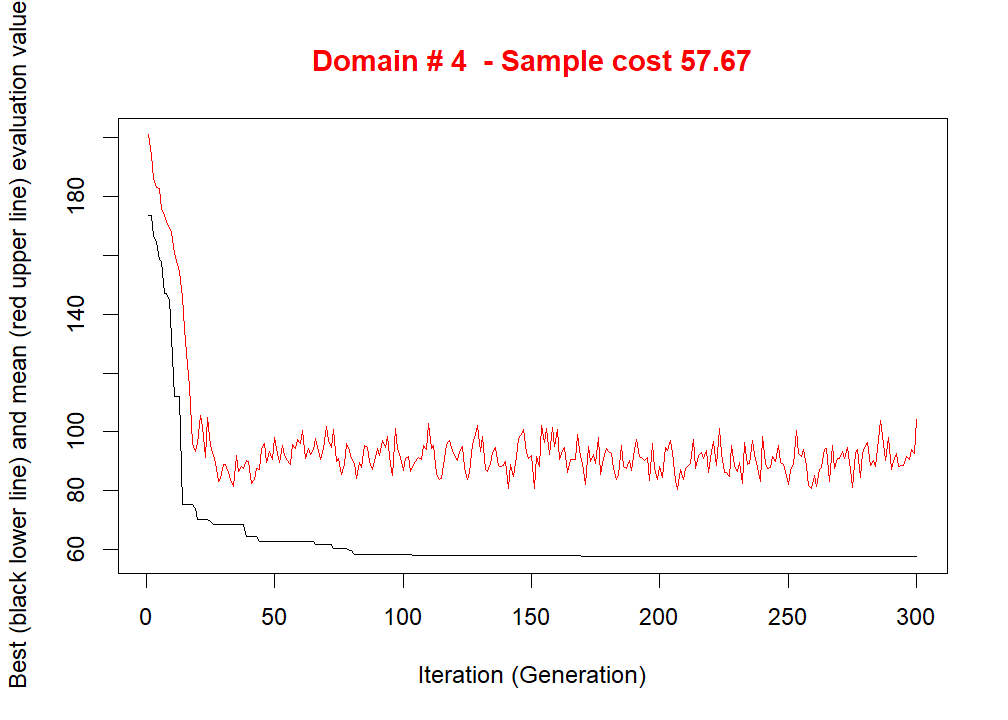 Domain # 4  - Sample cost 57.67
Best (black lower line) and mean (red upper line) evaluation value
180
140
100
80
60
0 50 100 150 200 250 300
Iteration (Generation)